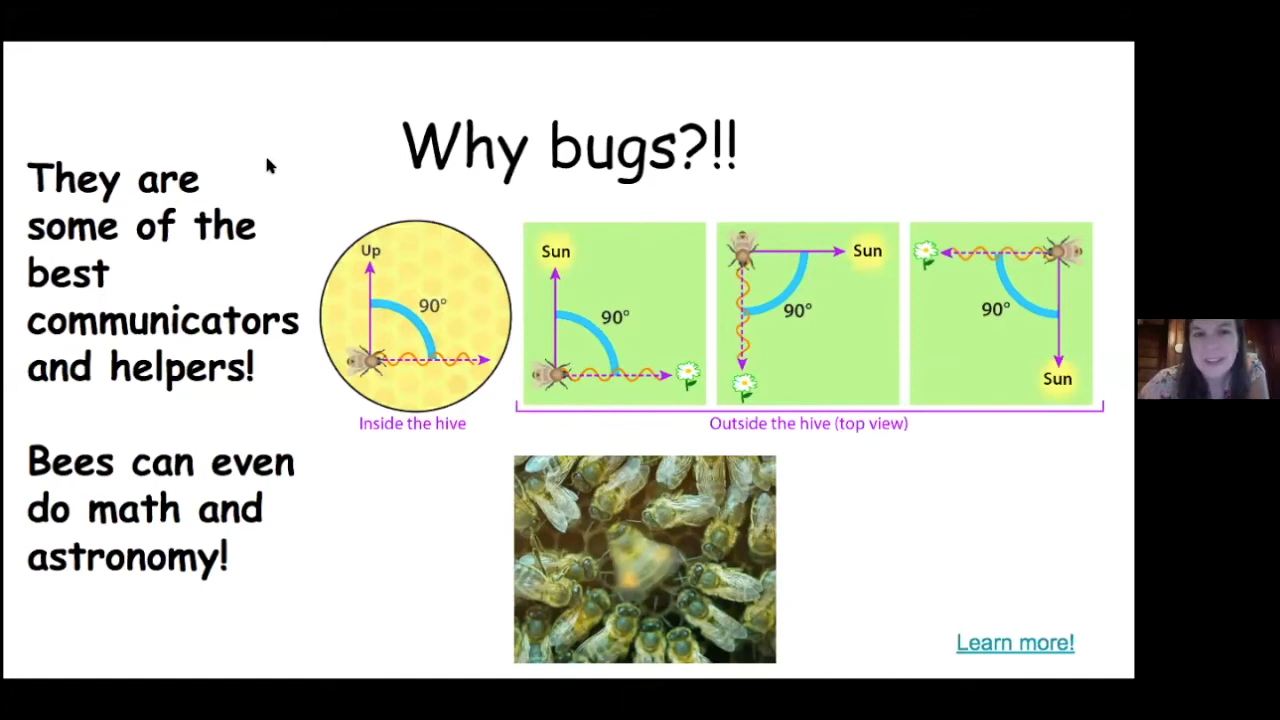 Why bugs?!!
They are
some of the
best
communicators
and helpers!
Bees can even
do math and
astronomy!
Up
90°
Inside the hive
Sun
90°
Sun
90°
90°
Sun
Outside the hive (top view)
Learn more!